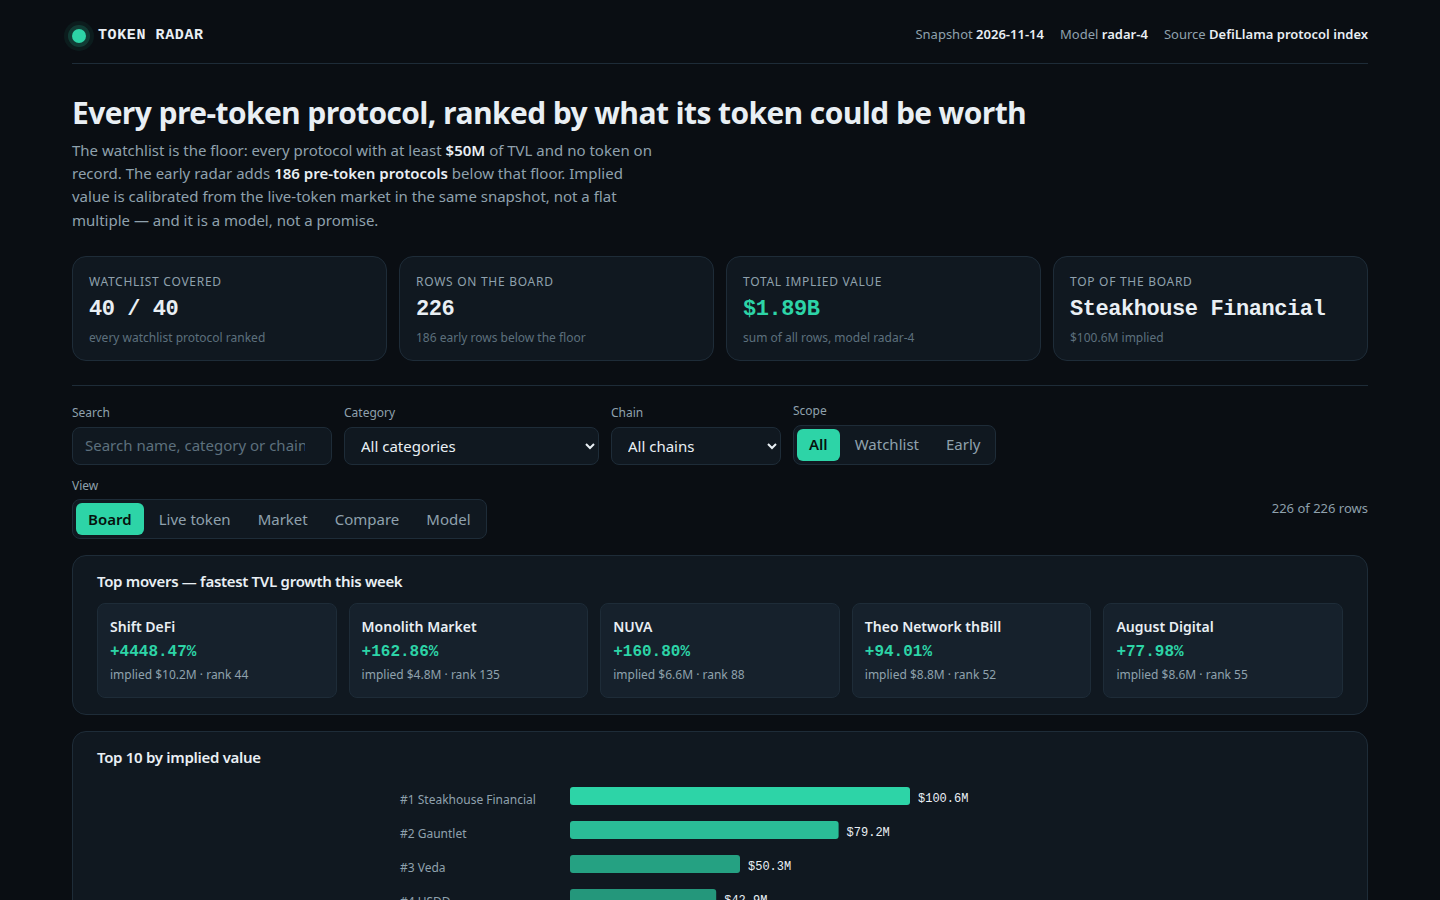 TOKEN RADAR
Snapshot 2026-11-14 Model radar-4 Source DefiLlama protocol index
Every pre-token protocol, ranked by what its token could be worth
The watchlist is the floor: every protocol with at least $50M of TVL and no token on
record. The early radar adds 186 pre-token protocols below that floor. Implied
value is calibrated from the live-token market in the same snapshot, not a flat
multiple — and it is a model, not a promise.
WATCHLIST COVERED
40 / 40
every watchlist protocol ranked
ROWS ON THE BOARD
226
186 early rows below the floor
TOTAL IMPLIED VALUE
$1.89B
sum of all rows, model radar-4
TOP OF THE BOARD
Steakhouse Financial
$100.6M implied
Search
Search name, category or chain
Category
All categories
Chain
All chains
Scope
All Watchlist Early
View
Board Live token Market Compare Model
226 of 226 rows
Top movers — fastest TVL growth this week
Shift DeFi
+4448.47%
implied $10.2M · rank 44
Monolith Market
+162.86%
implied $4.8M · rank 135
NUVA
+160.80%
implied $6.6M · rank 88
Theo Network thBill
+94.01%
implied $8.8M · rank 52
August Digital
+77.98%
implied $8.6M · rank 55
Top 10 by implied value
#1 Steakhouse Financial $100.6M
#2 Gauntlet $79.2M
#3 Veda $50.3M
#4 USDD $42.9M